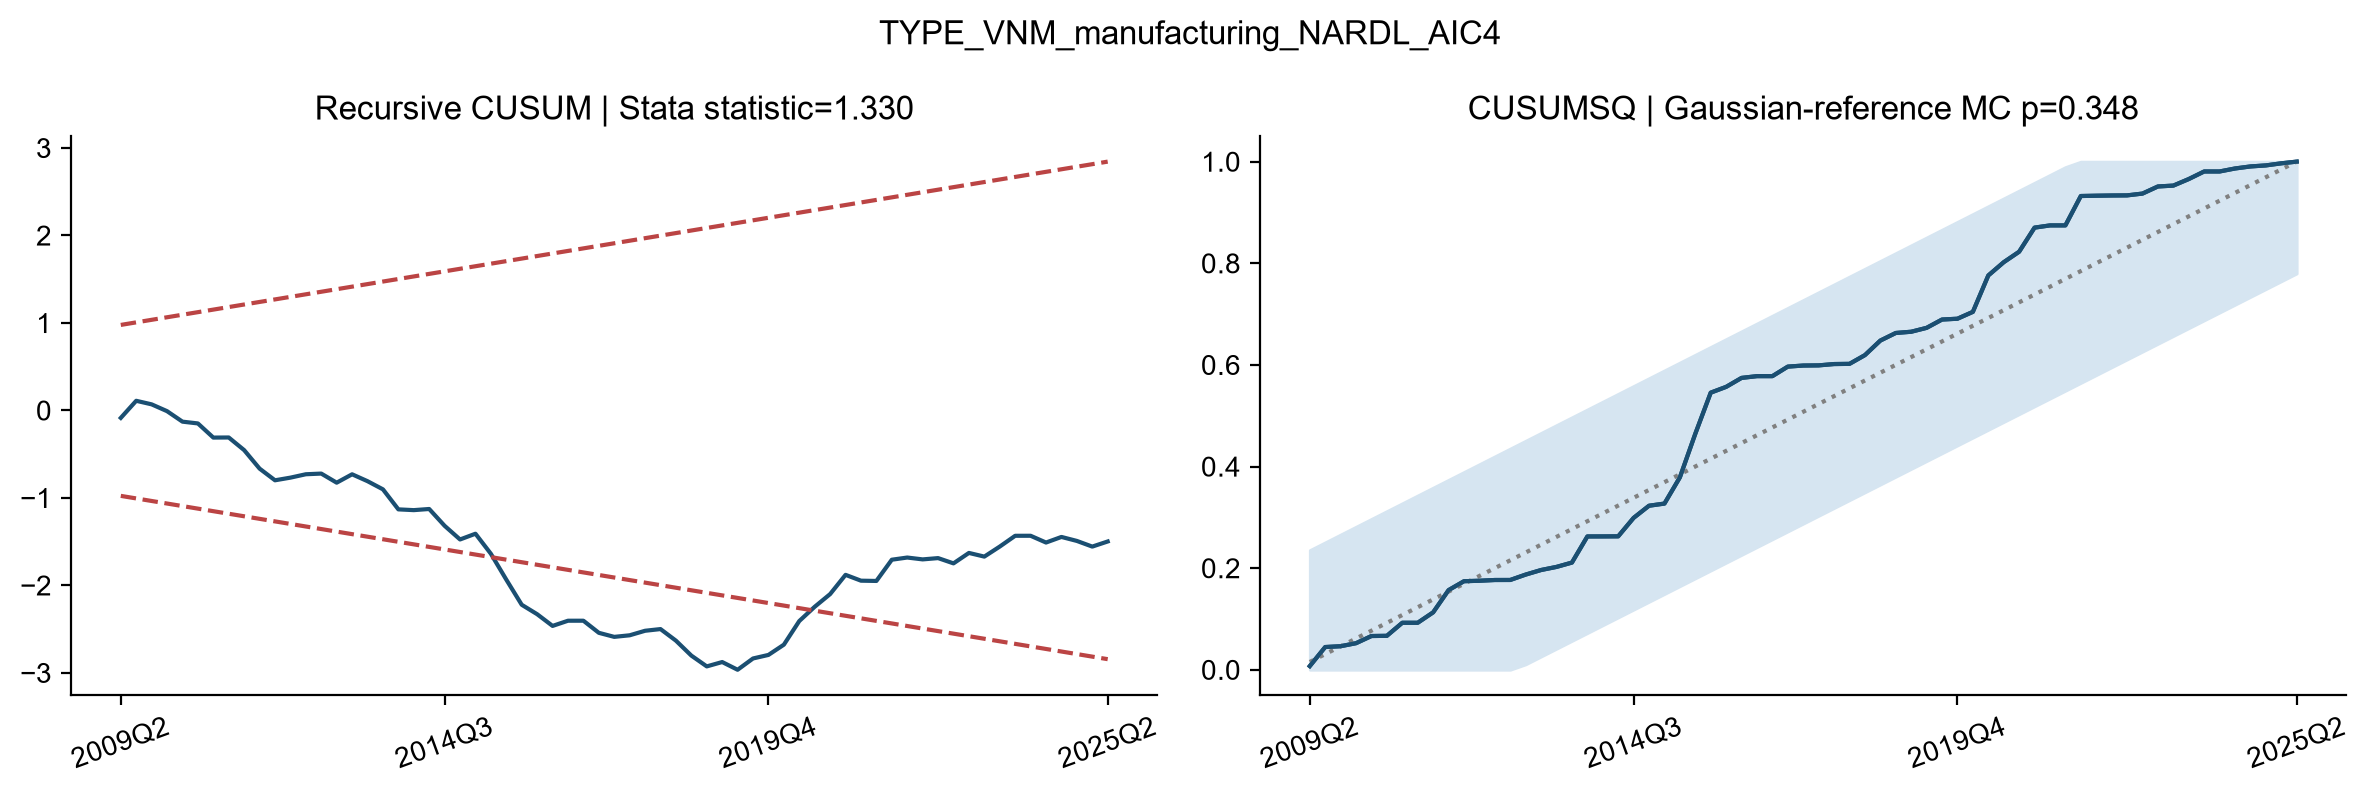 TYPE_VNM_manufacturing_NARDL_AIC4
Recursive CUSUM | Stata statistic=1.330
3
2
1
0
−1
−2
−3
2009Q2
2014Q3
2019Q4
2025Q2
CUSUMSQ | Gaussian-reference MC p=0.348
1.0
0.8
0.6
0.4
0.2
0.0
2009Q2
2014Q3
2019Q4
2025Q2